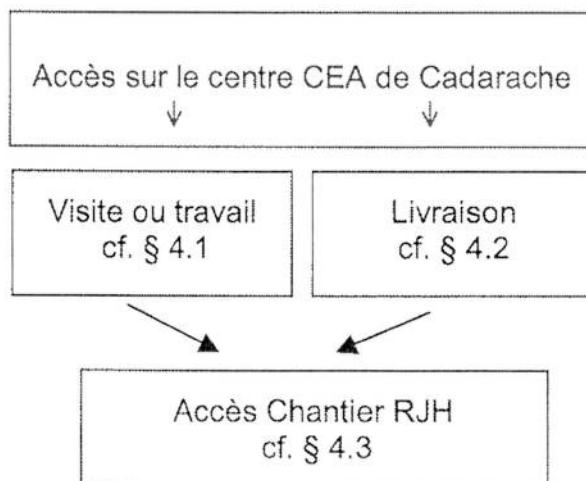 Accès sur le centre CEA de Cadarache
Visite ou travail
cf. § 4.1
Livraison
cf. § 4.2
Accès Chantier RJH
cf. § 4.3